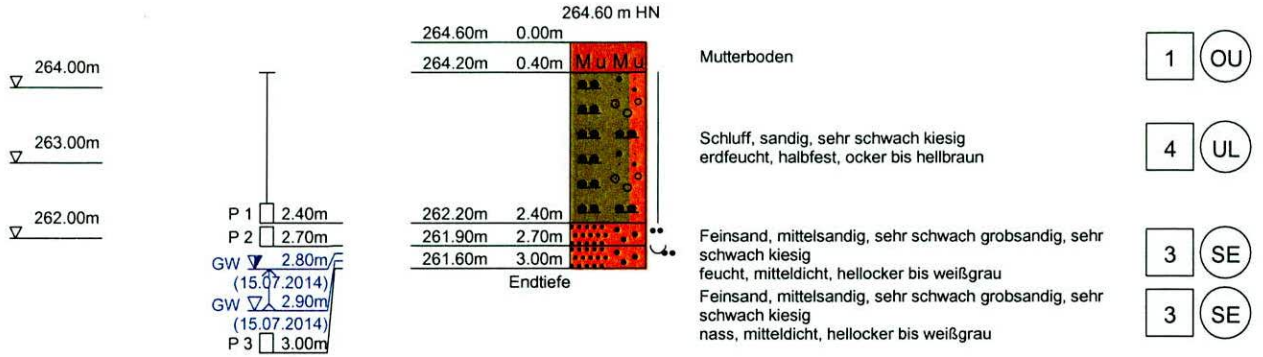 264.60 m HN
264.60m 0.00m
264.00m
264.20m 0.40m
M u M u
Mutterboden
1 OU
263.00m
Schluff, sandig, sehr schwach kiesig
erdfeucht, halbfest, ocker bis hellbraun
4 UL
262.00m
P 1 2.40m
262.20m 2.40m
P 2 2.70m
261.90m 2.70m
Feinsand, mittelsandig, sehr schwach grobsandig, sehr
schwach kiesig
feucht, mitteldicht, hellocker bis weißgrau
3 SE
GW 2.80m
(15.07.2014)
261.60m 3.00m
Endtiefe
GW 2.90m
(15.07.2014)
Feinsand, mittelsandig, sehr schwach grobsandig, sehr
schwach kiesig
nass, mitteldicht, hellocker bis weißgrau
3 SE
P 3 3.00m